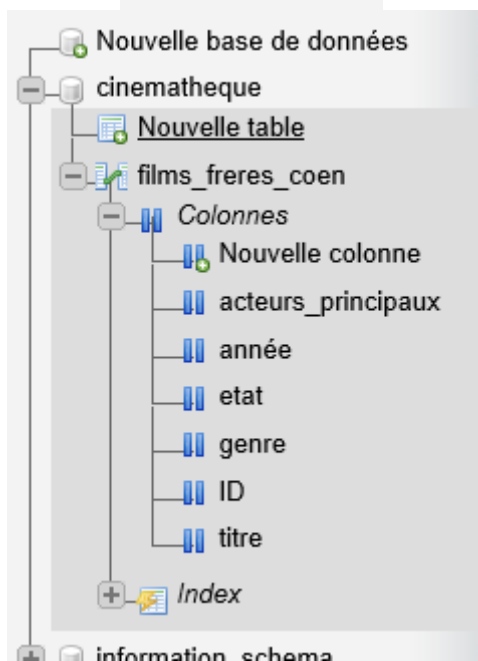 Nouvelle base de données
cinematheque
Nouvelle table
films_freres_coen
Colonnes
Nouvelle colonne
acteurs_principaux
année
etat
genre
ID
titre
Index
information_schema